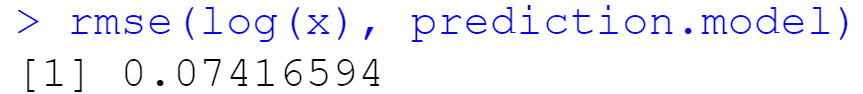 > rmse(log(x), prediction.model)
[1] 0.07416594